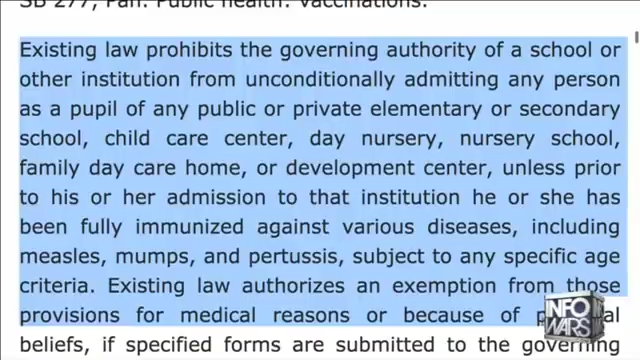 SB 277, Pan. Public health: vaccinations.
Existing law prohibits the governing authority of a school or
other institution from unconditionally admitting any person
as a pupil of any public or private elementary or secondary
school, child care center, day nursery, nursery school,
family day care home, or development center, unless prior
to his or her admission to that institution he or she has
been fully immunized against various diseases, including
measles, mumps, and pertussis, subject to any specific age
criteria. Existing law authorizes an exemption from those
provisions for medical reasons or because of
beliefs, if specified forms are submitted to the governing
INFO
WARS